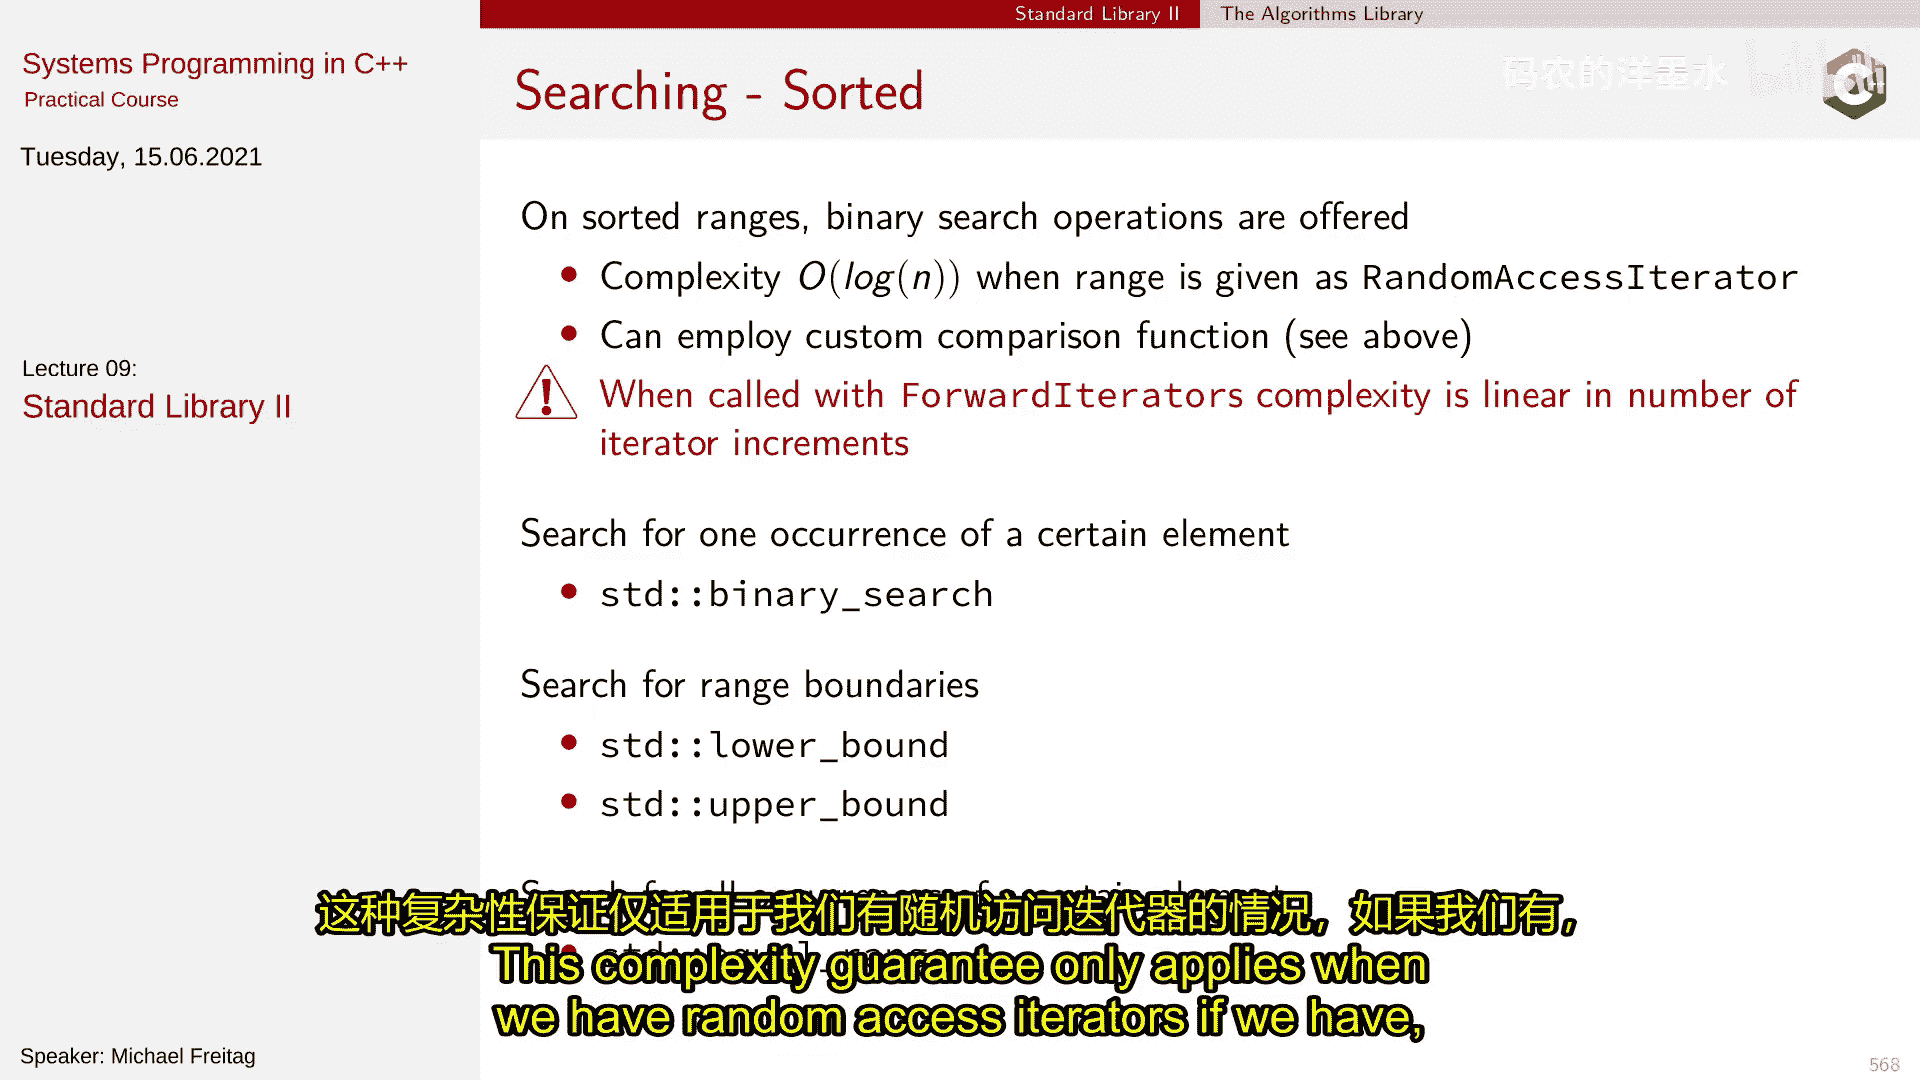 Standard Library II
The Algorithms Library
Systems Programming in C++
Practical Course
Tuesday, 15.06.2021
Lecture 09:
Standard Library II
Searching - Sorted
码农的洋墨水
On sorted ranges, binary search operations are offered
Complexity O(log(n)) when range is given as RandomAccessIterator
Can employ custom comparison function (see above)
When called with ForwardIterators complexity is linear in number of
iterator increments
Search for one occurrence of a certain element
std::binary_search
Search for range boundaries
std::lower_bound
std::upper_bound
这种复杂性保证仅适用于我们有随机访问迭代器的情况，如果我们有，
This complexity guarantee only applies when
we have random access iterators if we have,
Speaker: Michael Freitag
568